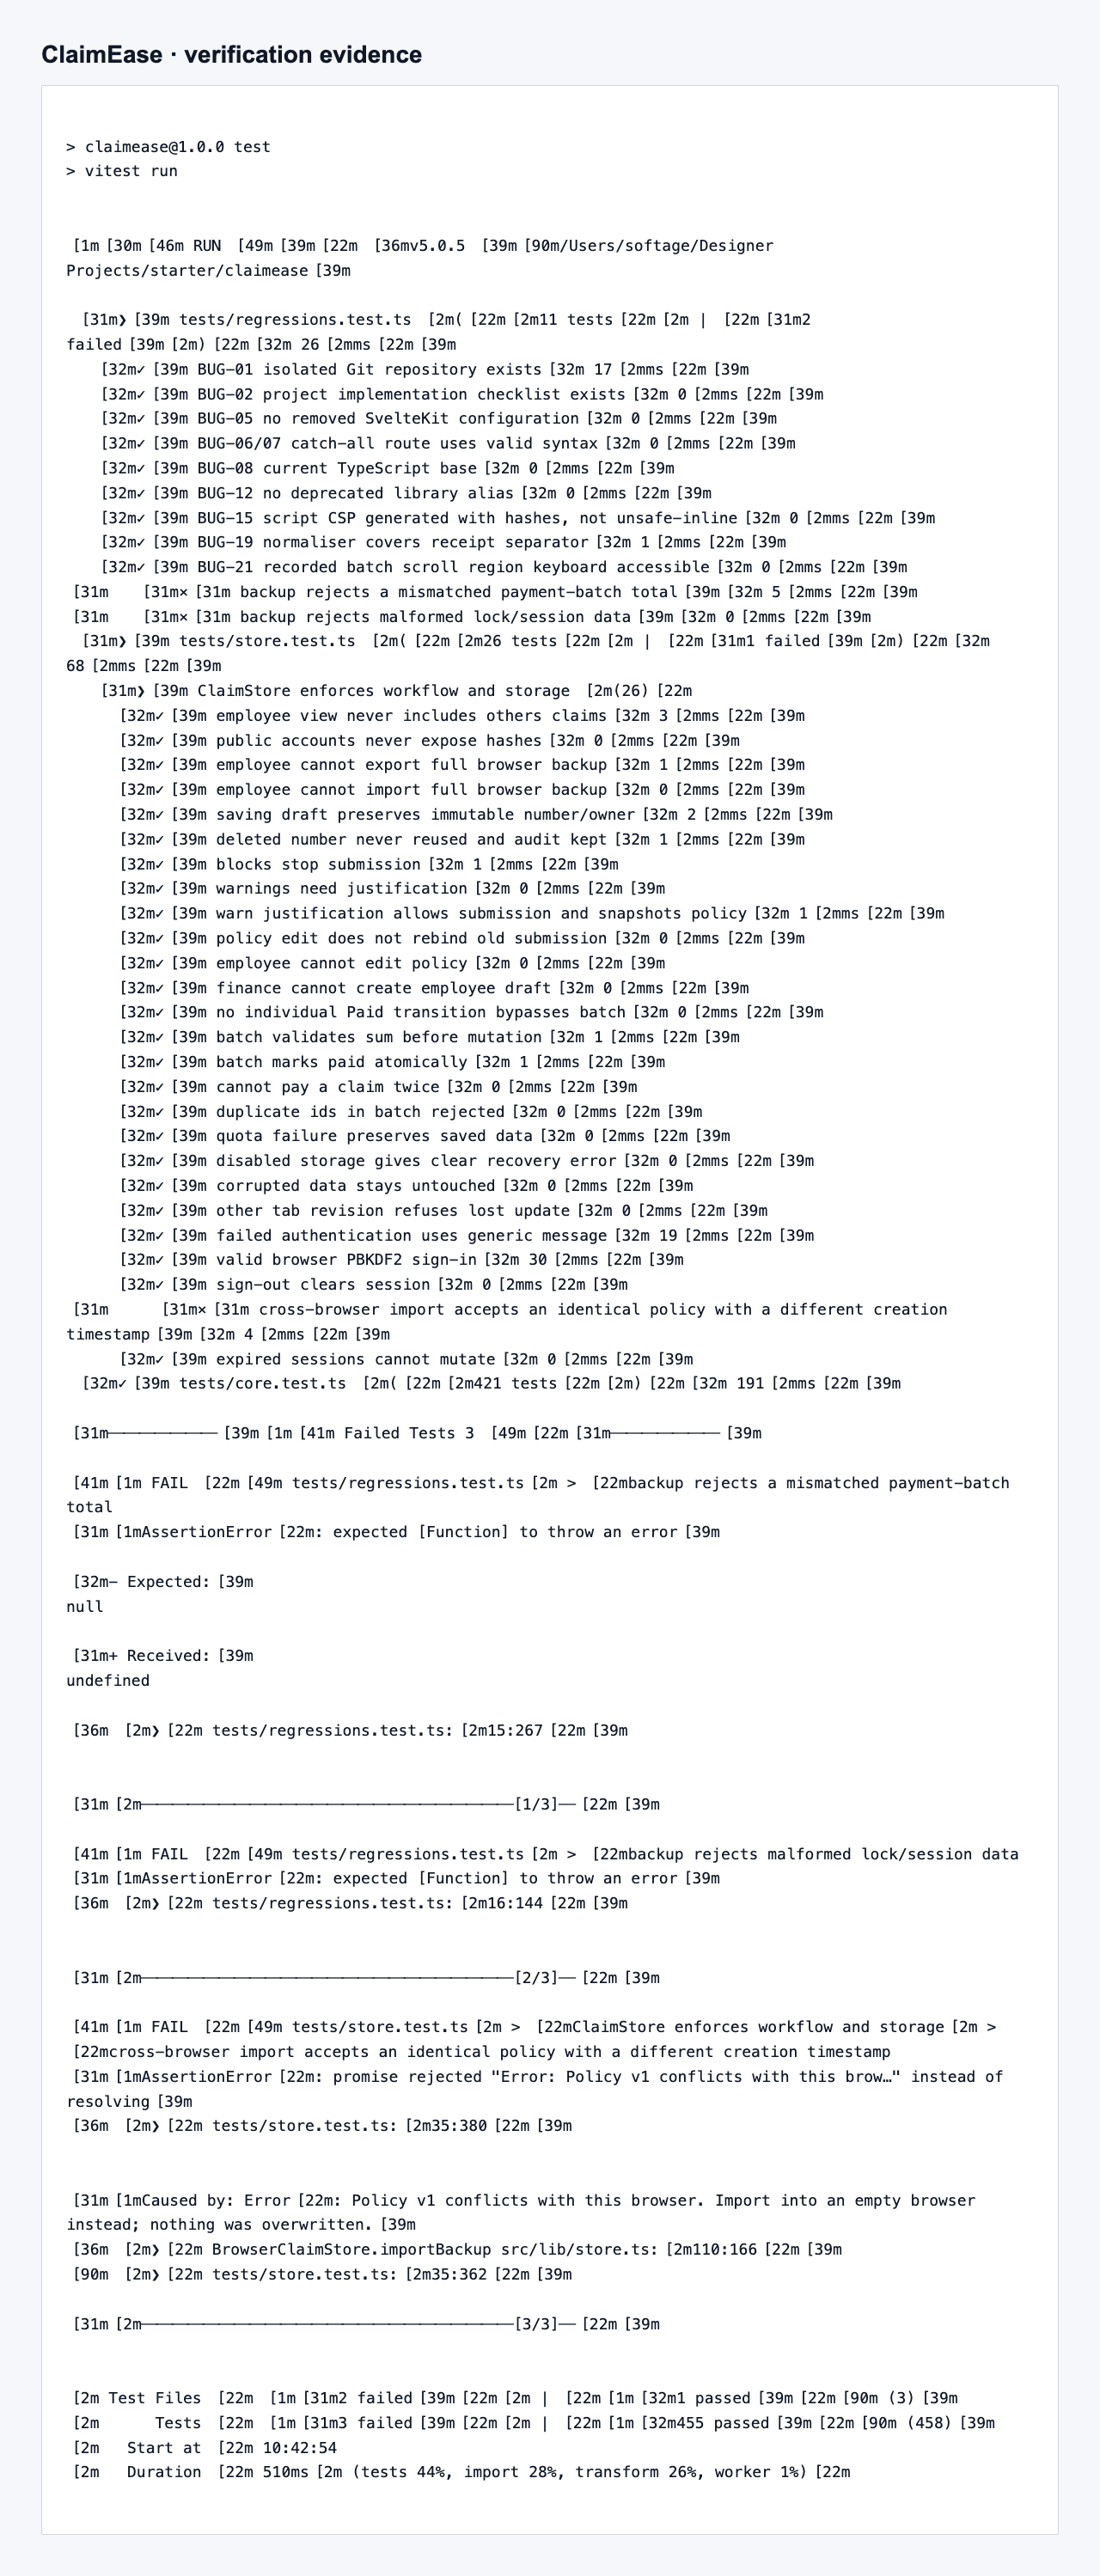 ClaimEase · verification evidence
> claimease@1.0.0 test
> vitest run
[1m [30m [46m RUN  [49m [39m [22m  [36mv5.0.5  [39m [90m/Users/softage/Designer
Projects/starter/claimease [39m
[31m❯ [39m tests/regressions.test.ts  [2m( [22m [2m11 tests [22m [2m |  [22m [31m2
failed [39m [2m) [22m [32m 26 [2mms [22m [39m
[32m✓ [39m BUG-01 isolated Git repository exists [32m 17 [2mms [22m [39m
[32m✓ [39m BUG-02 project implementation checklist exists [32m 0 [2mms [22m [39m
[32m✓ [39m BUG-05 no removed SvelteKit configuration [32m 0 [2mms [22m [39m
[32m✓ [39m BUG-06/07 catch-all route uses valid syntax [32m 0 [2mms [22m [39m
[32m✓ [39m BUG-08 current TypeScript base [32m 0 [2mms [22m [39m
[32m✓ [39m BUG-12 no deprecated library alias [32m 0 [2mms [22m [39m
[32m✓ [39m BUG-15 script CSP generated with hashes, not unsafe-inline [32m 0 [2mms [22m [39m
[32m✓ [39m BUG-19 normaliser covers receipt separator [32m 1 [2mms [22m [39m
[32m✓ [39m BUG-21 recorded batch scroll region keyboard accessible [32m 0 [2mms [22m [39m
[31m    [31m× [31m backup rejects a mismatched payment-batch total [39m [32m 5 [2mms [22m [39m
[31m    [31m× [31m backup rejects malformed lock/session data [39m [32m 0 [2mms [22m [39m
[31m❯ [39m tests/store.test.ts  [2m( [22m [2m26 tests [22m [2m |  [22m [31m1 failed [39m [2m) [22m [32m
68 [2mms [22m [39m
[31m❯ [39m ClaimStore enforces workflow and storage  [2m(26) [22m
[32m✓ [39m employee view never includes others claims [32m 3 [2mms [22m [39m
[32m✓ [39m public accounts never expose hashes [32m 0 [2mms [22m [39m
[32m✓ [39m employee cannot export full browser backup [32m 1 [2mms [22m [39m
[32m✓ [39m employee cannot import full browser backup [32m 0 [2mms [22m [39m
[32m✓ [39m saving draft preserves immutable number/owner [32m 2 [2mms [22m [39m
[32m✓ [39m deleted number never reused and audit kept [32m 1 [2mms [22m [39m
[32m✓ [39m blocks stop submission [32m 1 [2mms [22m [39m
[32m✓ [39m warnings need justification [32m 0 [2mms [22m [39m
[32m✓ [39m warn justification allows submission and snapshots policy [32m 1 [2mms [22m [39m
[32m✓ [39m policy edit does not rebind old submission [32m 0 [2mms [22m [39m
[32m✓ [39m employee cannot edit policy [32m 0 [2mms [22m [39m
[32m✓ [39m finance cannot create employee draft [32m 0 [2mms [22m [39m
[32m✓ [39m no individual Paid transition bypasses batch [32m 0 [2mms [22m [39m
[32m✓ [39m batch validates sum before mutation [32m 1 [2mms [22m [39m
[32m✓ [39m batch marks paid atomically [32m 1 [2mms [22m [39m
[32m✓ [39m cannot pay a claim twice [32m 0 [2mms [22m [39m
[32m✓ [39m duplicate ids in batch rejected [32m 0 [2mms [22m [39m
[32m✓ [39m quota failure preserves saved data [32m 0 [2mms [22m [39m
[32m✓ [39m disabled storage gives clear recovery error [32m 0 [2mms [22m [39m
[32m✓ [39m corrupted data stays untouched [32m 0 [2mms [22m [39m
[32m✓ [39m other tab revision refuses lost update [32m 0 [2mms [22m [39m
[32m✓ [39m failed authentication uses generic message [32m 19 [2mms [22m [39m
[32m✓ [39m valid browser PBKDF2 sign-in [32m 30 [2mms [22m [39m
[32m✓ [39m sign-out clears session [32m 0 [2mms [22m [39m
[31m      [31m× [31m cross-browser import accepts an identical policy with a different creation
timestamp [39m [32m 4 [2mms [22m [39m
[32m✓ [39m expired sessions cannot mutate [32m 0 [2mms [22m [39m
[32m✓ [39m tests/core.test.ts  [2m( [22m [2m421 tests [22m [2m) [22m [32m 191 [2mms [22m [39m
[31m─────────── [39m [1m [41m Failed Tests 3  [49m [22m [31m─────────── [39m
[41m [1m FAIL  [22m [49m tests/regressions.test.ts [2m >  [22mbackup rejects a mismatched payment-batch
total
[31m [1mAssertionError [22m: expected [Function] to throw an error [39m
[32m- Expected: [39m
null
[31m+ Received: [39m
undefined
[36m  [2m❯ [22m tests/regressions.test.ts: [2m15:267 [22m [39m
[31m [2m────────────────────────[1/3]─ [22m [39m
[41m [1m FAIL  [22m [49m tests/regressions.test.ts [2m >  [22mbackup rejects malformed lock/session data
[31m [1mAssertionError [22m: expected [Function] to throw an error [39m
[36m  [2m❯ [22m tests/regressions.test.ts: [2m16:144 [22m [39m
[31m [2m────────────────────────[2/3]─ [22m [39m
[41m [1m FAIL  [22m [49m tests/store.test.ts [2m >  [22mClaimStore enforces workflow and storage [2m >
[22mcross-browser import accepts an identical policy with a different creation timestamp
[31m [1mAssertionError [22m: promise rejected "Error: Policy v1 conflicts with this brow…" instead of
resolving [39m
[36m  [2m❯ [22m tests/store.test.ts: [2m35:380 [22m [39m
[31m [1mCaused by: Error [22m: Policy v1 conflicts with this browser. Import into an empty browser
instead; nothing was overwritten. [39m
[36m  [2m❯ [22m BrowserClaimStore.importBackup src/lib/store.ts: [2m110:166 [22m [39m
[90m  [2m❯ [22m tests/store.test.ts: [2m35:362 [22m [39m
[31m [2m────────────────────────[3/3]─ [22m [39m
[2m Test Files  [22m  [1m [31m2 failed [39m [22m [2m |  [22m [1m [32m1 passed [39m [22m [90m (3) [39m
[2m      Tests  [22m  [1m [31m3 failed [39m [22m [2m |  [22m [1m [32m455 passed [39m [22m [90m (458) [39m
[2m   Start at  [22m 10:42:54
[2m   Duration  [22m 510ms [2m (tests 44%, import 28%, transform 26%, worker 1%) [22m